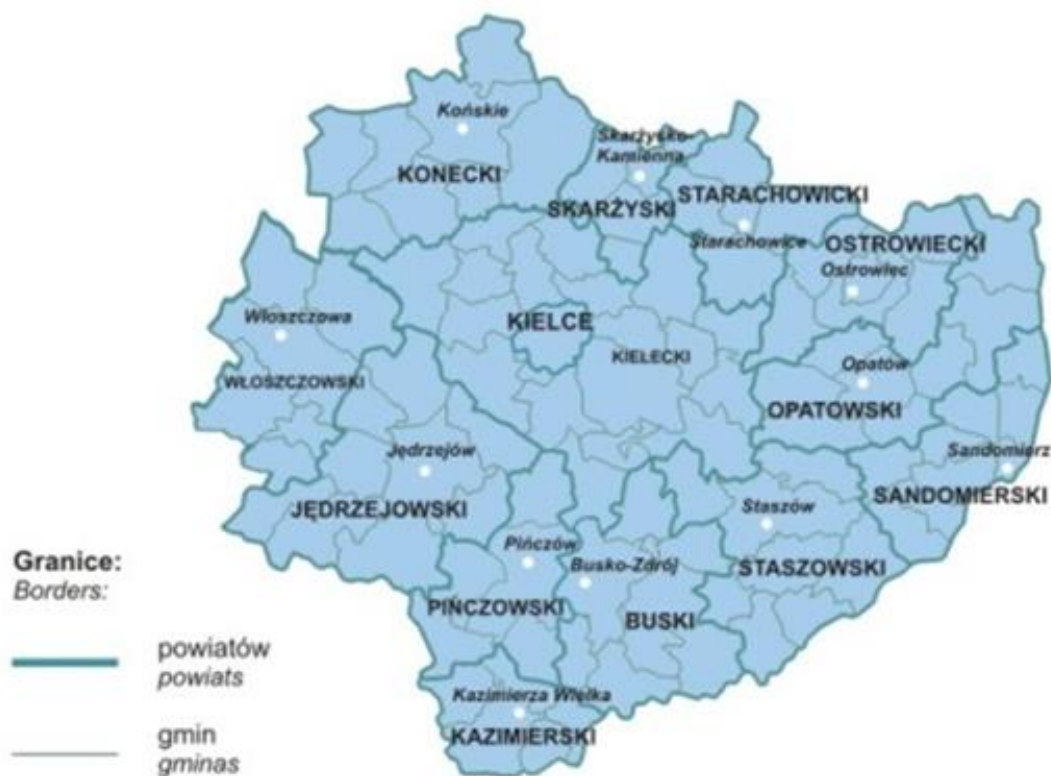 Końskie
KONECKI
Skarżysko-
Kamienna
SKARŻYSKI
STARACHOWICKI
Starachowice
OSTROWIECKI
Ostrowiec
Włoszczowa
WŁOSZCZOWSKI
KIELCE
KIELECKI
Opatów
OPATOWSKI
Jędrzejów
JĘDRZEJOWSKI
Sandomierz
SANDOMIERSKI
Staszów
STASZOWSKI
Pińczów
PIŃCZOWSKI
Busko-Zdrój
BUSKI
Kazimierza Wielka
KAZIMIERSKI
Granice:
Borders:
powiatów
powiats
gmin
gminas